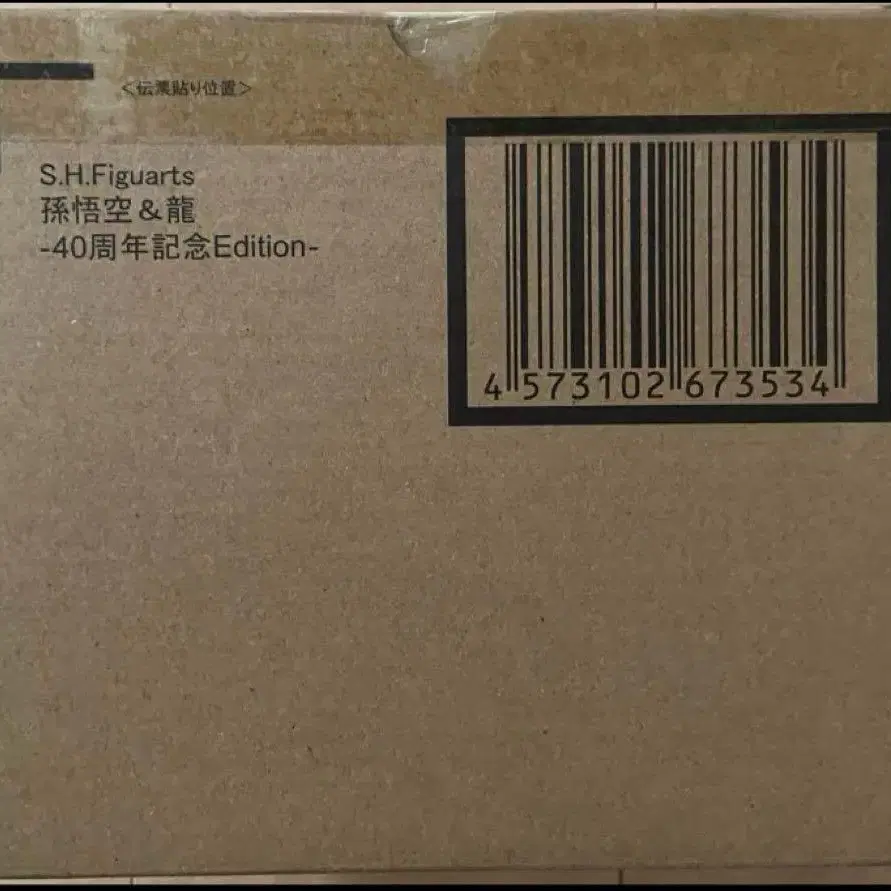 <伝票貼り位置>
S.H.Figuarts
孫悟空＆龍
-40周年記念Edition-
4 573102 673534